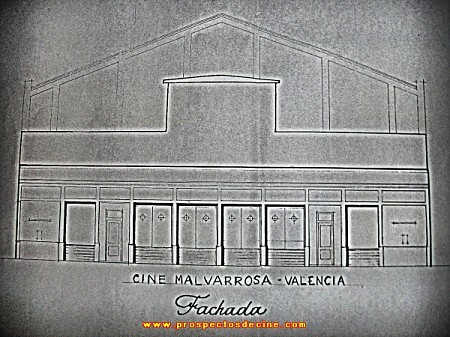 CINE MALVARROSA - VALENCIA
Fachada
www.prospectosdecine.com